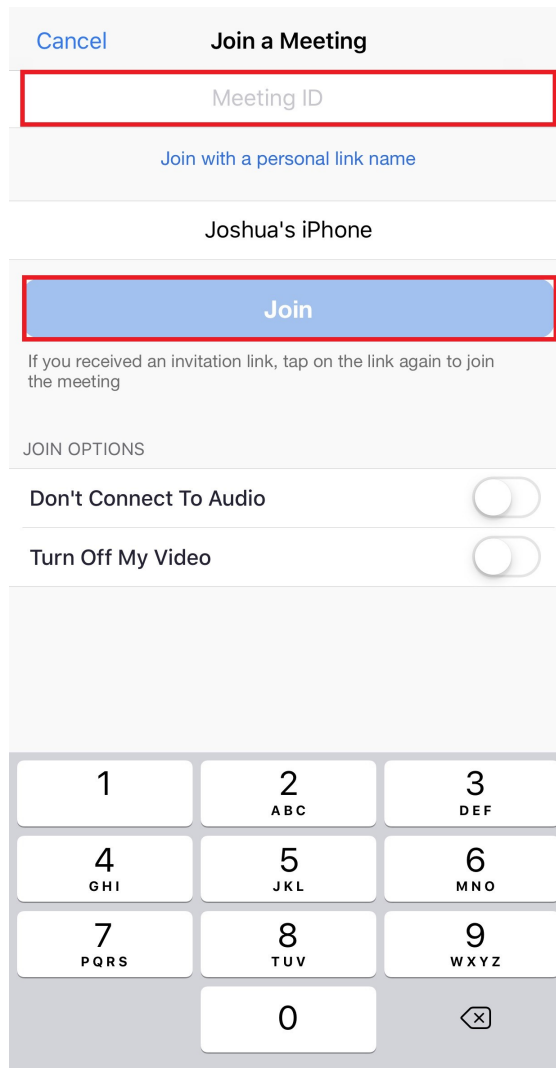 Cancel Join a Meeting
Meeting ID
Join with a personal link name
Joshua's iPhone
Join
If you received an invitation link, tap on the link again to join
the meeting
JOIN OPTIONS
Don't Connect To Audio
Turn Off My Video
1 2 3
ABC DEF
4 5 6
GHI JKL MNO
7 8 9
PQRS TUV WXYZ
0